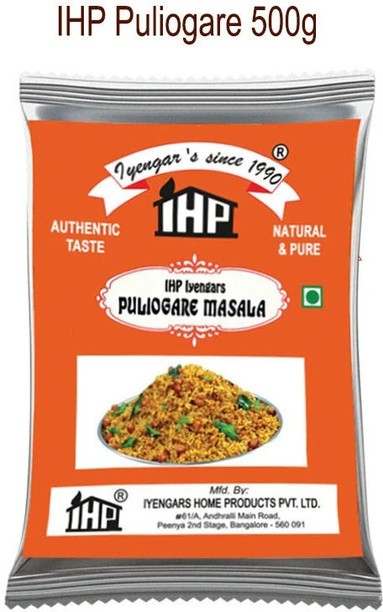 IHP Puliogare 500g
Iyengar's since 1990 ®
IHP
AUTHENTIC
TASTE
NATURAL
& PURE
IHP Iyengars
PULIOGARE MASALA
IHP ®
Mfd. By:
IYENGARS HOME PRODUCTS PVT. LTD.
#61/A, Andhralli Main Road,
Peenya 2nd Stage, Bangalore - 560 091